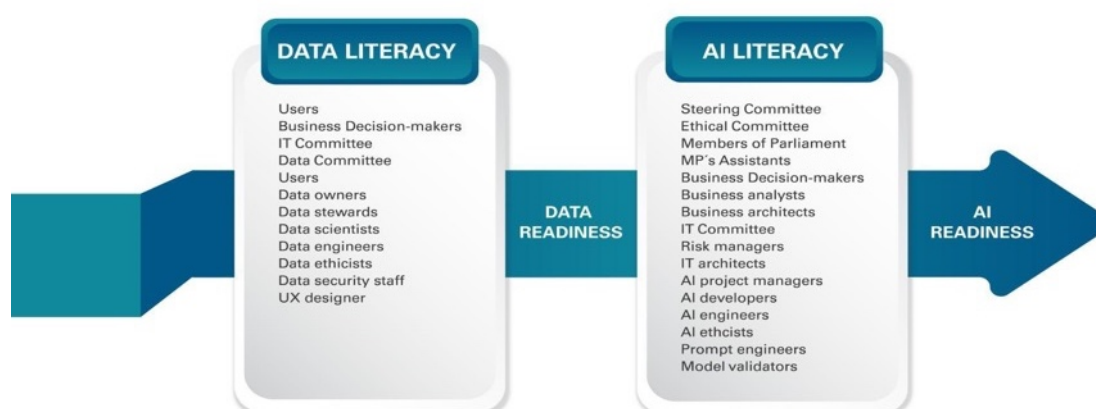 DATA LITERACY
Users
Business Decision-makers
IT Committee
Data Committee
Users
Data owners
Data stewards
Data scientists
Data engineers
Data ethicists
Data security staff
UX designer
DATA
READINESS
AI LITERACY
Steering Committee
Ethical Committee
Members of Parliament
MP´s Assistants
Business Decision-makers
Business analysts
Business architects
IT Committee
Risk managers
IT architects
AI project managers
AI developers
AI engineers
AI ethcists
Prompt engineers
Model validators
AI
READINESS